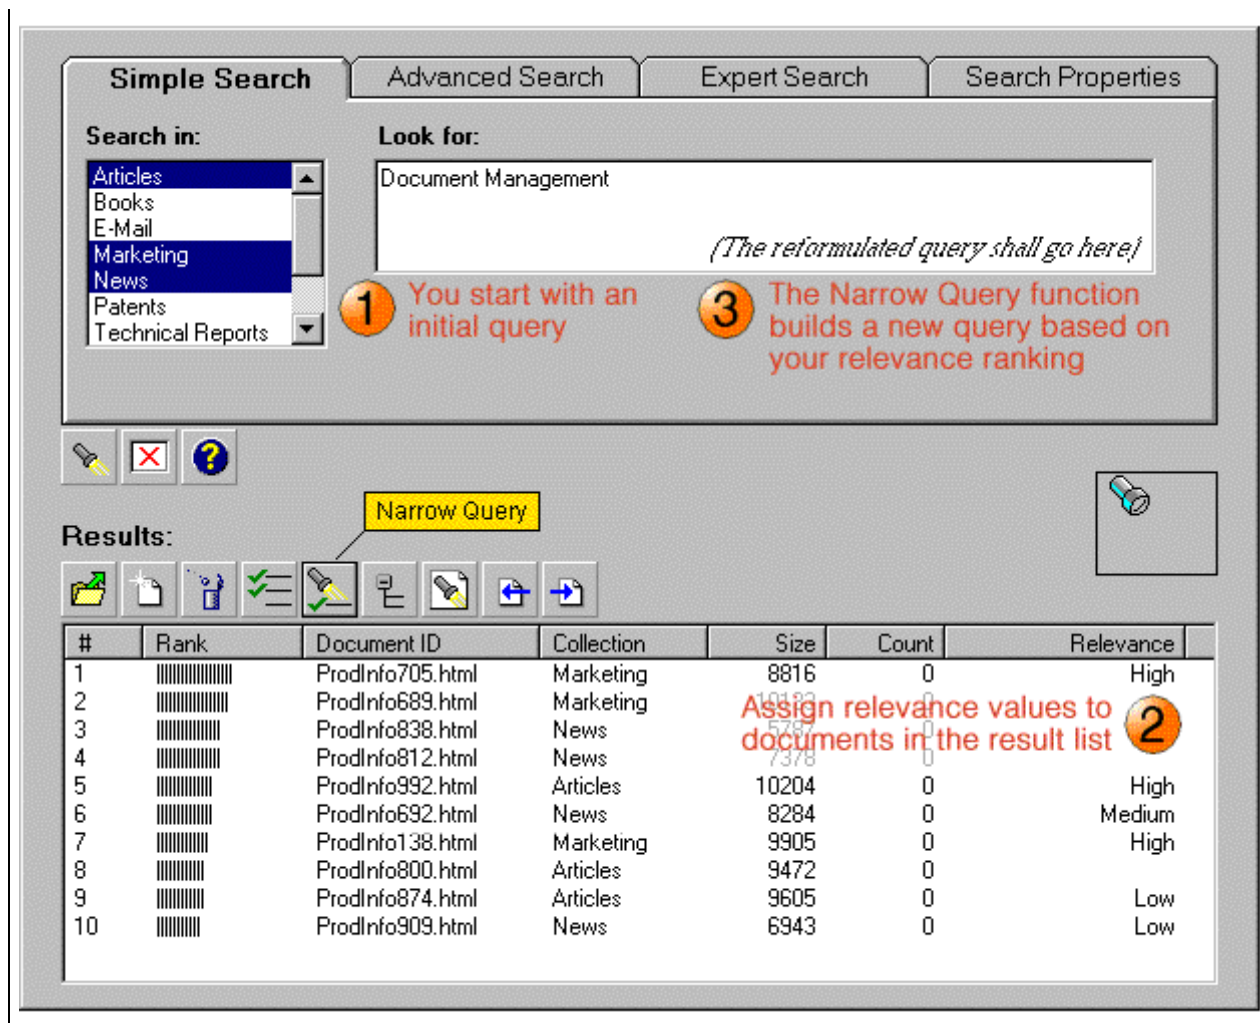 Simple Search Advanced Search Expert Search Search Properties
Search in: Look for:
Articles
Books
E-Mail
Marketing
News
Patents
Technical Reports
Document Management
(The reformulated query shall go here)
1 You start with an
initial query
3 The Narrow Query function
builds a new query based on
your relevance ranking
?
Narrow Query
Results:
# Rank Document ID Collection Size Count Relevance
1 ProdInfo705.html Marketing 8816 0 High
2 ProdInfo689.html Marketing
3 ProdInfo838.html News 5787 0
4 ProdInfo812.html News 7378 0
Assign relevance values to
documents in the result list 2
5 ProdInfo992.html Articles 10204 0 High
6 ProdInfo692.html News 8284 0 Medium
7 ProdInfo138.html Marketing 9905 0 High
8 ProdInfo800.html Articles 9472 0
9 ProdInfo874.html Articles 9605 0 Low
10 ProdInfo909.html News 6943 0 Low